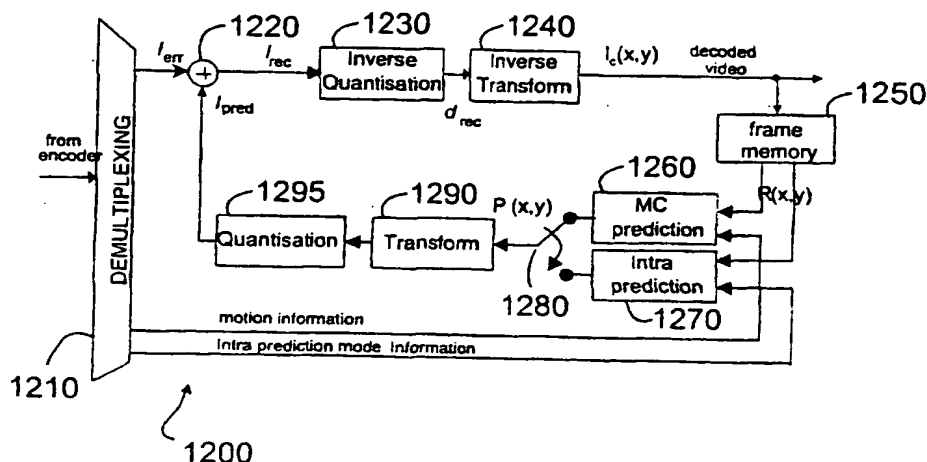 1220
1230
1240
I_err
I_rec
Inverse
Quantisation
Inverse
Transform
I_c(x,y)
decoded
video
+
I_pred
d_rec
1250
frame
memory
from
encoder
DEMULTIPLEXING
1260
R(x,y)
1295
1290
P (x,y)
MC
prediction
Quantisation
Transform
Intra
prediction
1280
1270
motion information
Intra prediction mode Information
1210
1200